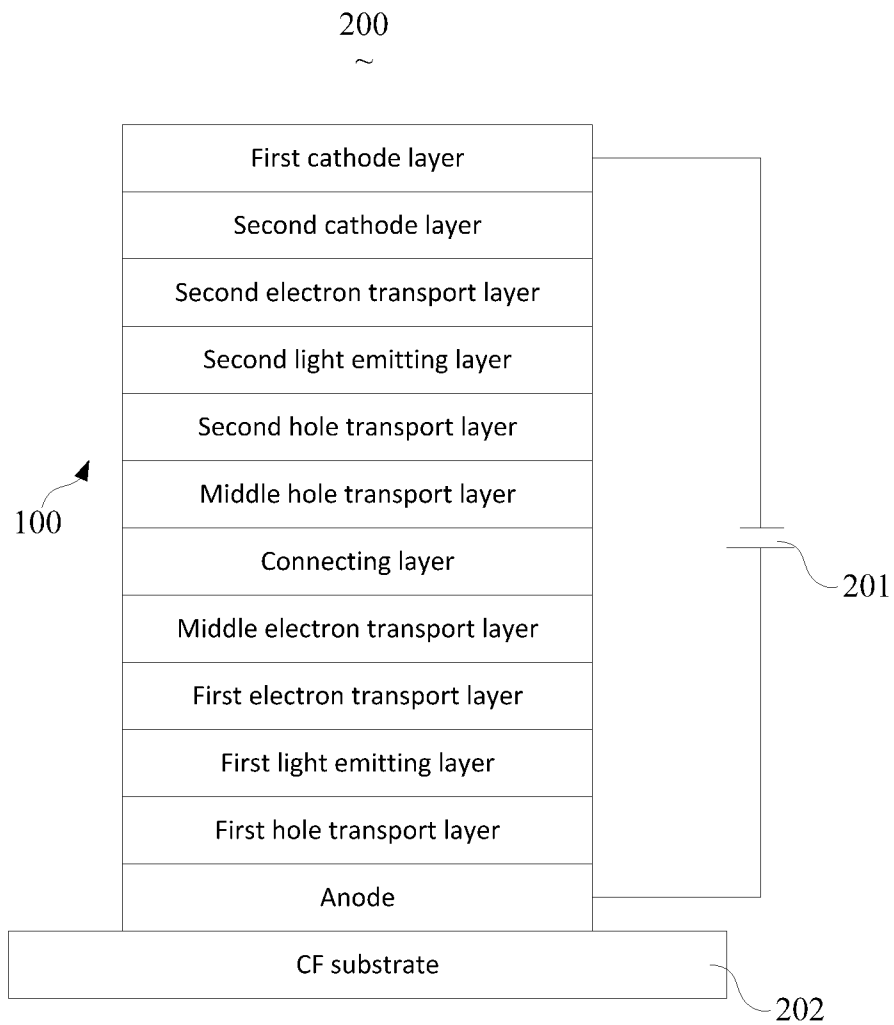 200
~
First cathode layer
Second cathode layer
Second electron transport layer
Second light emitting layer
Second hole transport layer
Middle hole transport layer
100
Connecting layer
201
Middle electron transport layer
First electron transport layer
First light emitting layer
First hole transport layer
Anode
CF substrate
202